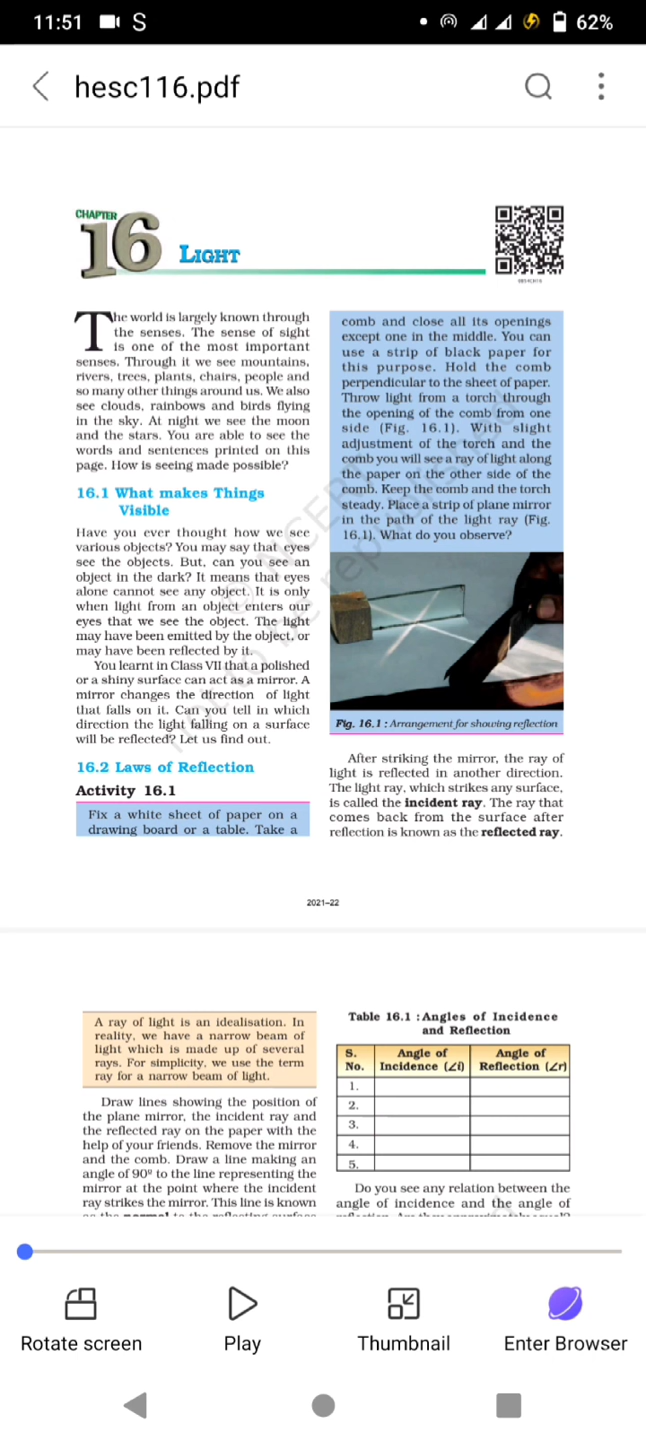 11:51 S 62%
hesc116.pdf
CHAPTER
16 LIGHT
The world is largely known through
the senses. The sense of sight
is one of the most important
senses. Through it we see mountains,
rivers, trees, plants, chairs, people and
so many other things around us. We also
see clouds, rainbows and birds flying
in the sky. At night we see the moon
and the stars. You are able to see the
words and sentences printed on this
page. How is seeing made possible?
16.1 What makes Things
Visible
Have you ever thought how we see
various objects? You may say that eyes
see the objects. But, can you see an
object in the dark? It means that eyes
alone cannot see any object. It is only
when light from an object enters our
eyes that we see the object. The light
may have been emitted by the object, or
may have been reflected by it.
You learnt in Class VII that a polished
or a shiny surface can act as a mirror. A
mirror changes the direction of light
that falls on it. Can you tell in which
direction the light falling on a surface
will be reflected? Let us find out.
16.2 Laws of Reflection
Activity 16.1
Fix a white sheet of paper on a
drawing board or a table. Take a
comb and close all its openings
except one in the middle. You can
use a strip of black paper for
this purpose. Hold the comb
perpendicular to the sheet of paper.
Throw light from a torch through
the opening of the comb from one
side (Fig. 16.1). With slight
adjustment of the torch and the
comb you will see a ray of light along
the paper on the other side of the
comb. Keep the comb and the torch
steady. Place a strip of plane mirror
in the path of the light ray (Fig.
16.1). What do you observe?
Fig. 16.1 : Arrangement for showing reflection
After striking the mirror, the ray of
light is reflected in another direction.
The light ray, which strikes any surface,
is called the incident ray. The ray that
comes back from the surface after
reflection is known as the reflected ray.
2021–22
A ray of light is an idealisation. In
reality, we have a narrow beam of
light which is made up of several
rays. For simplicity, we use the term
ray for a narrow beam of light.
Draw lines showing the position of
the plane mirror, the incident ray and
the reflected ray on the paper with the
help of your friends. Remove the mirror
and the comb. Draw a line making an
angle of 90º to the line representing the
mirror at the point where the incident
ray strikes the mirror. This line is known
Table 16.1 : Angles of Incidence
and Reflection
S. Angle of Angle of
No. Incidence (∠i) Reflection (∠r)
1.
2.
3.
4.
5.
Do you see any relation between the
angle of incidence and the angle of
Rotate screen Play Thumbnail Enter Browser